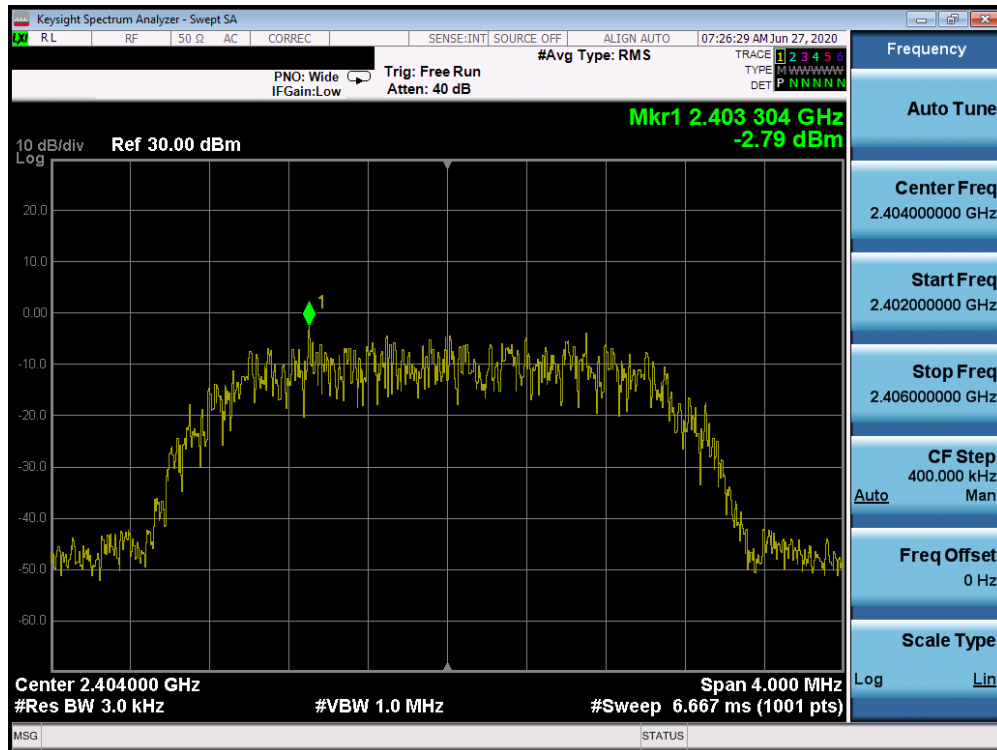 Keysight Spectrum Analyzer - Swept SA
LXI RL RF 50 Ω AC CORREC SENSE:INT SOURCE OFF ALIGN AUTO 07:26:29 AM Jun 27, 2020
#Avg Type: RMS
TRACE 1 2 3 4 5 6
PNO: Wide Trig: Free Run
TYPE M W W W W W
IFGain:Low Atten: 40 dB
DET P N N N N N
Mkr1 2.403 304 GHz
-2.79 dBm
10 dB/div Ref 30.00 dBm
Log
1
20.0
10.0
0.00
-10.0
-20.0
-30.0
-40.0
-50.0
-60.0
Center 2.404000 GHz Span 4.000 MHz
#Res BW 3.0 kHz #VBW 1.0 MHz #Sweep 6.667 ms (1001 pts)
MSG STATUS
Frequency
Auto Tune
Center Freq
2.404000000 GHz
Start Freq
2.402000000 GHz
Stop Freq
2.406000000 GHz
CF Step
400.000 kHz
Auto Man
Freq Offset
0 Hz
Scale Type
Log Lin